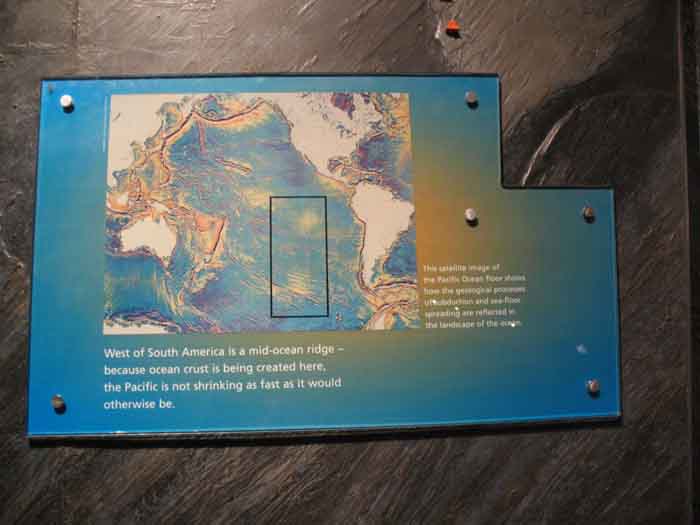 West of South America is a mid-ocean ridge –
because ocean crust is being created here,
the Pacific is not shrinking as fast as it would
otherwise be.
This satellite image of
the Pacific Ocean floor shows
how the geological processes
of subduction and sea-floor
spreading are reflected in
the landscape of the ocean.